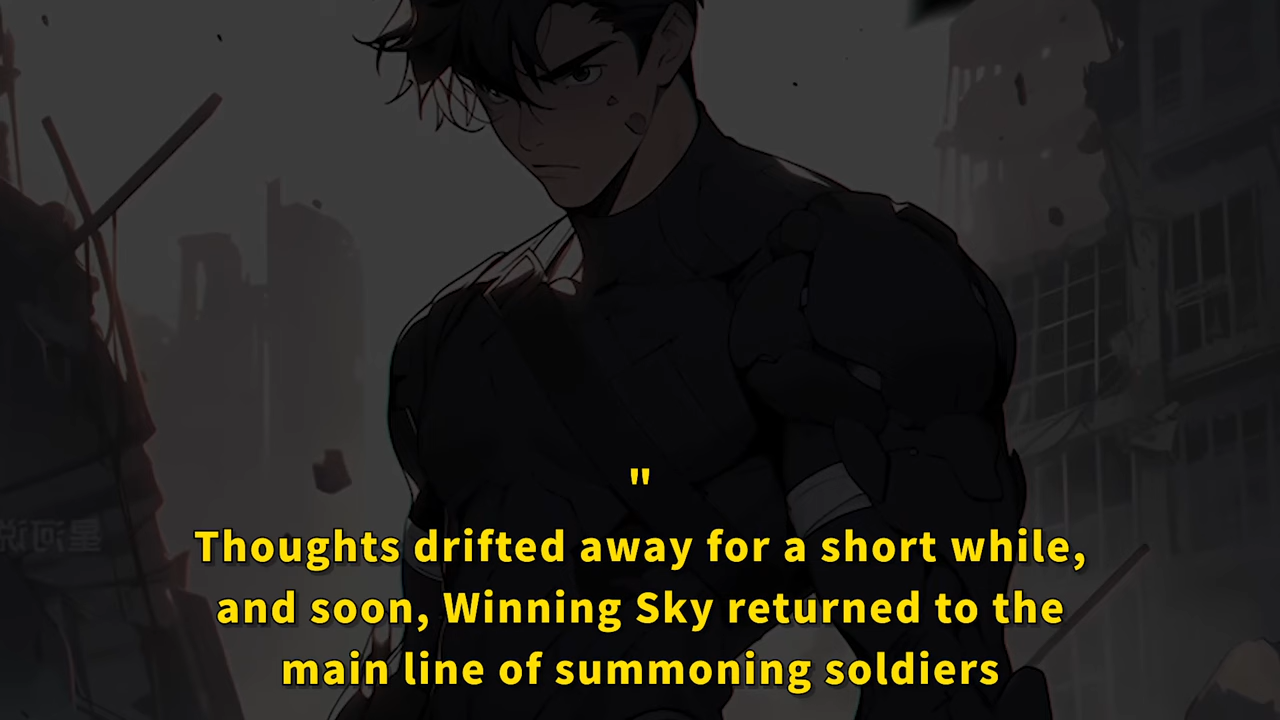 "
Thoughts drifted away for a short while,
and soon, Winning Sky returned to the
main line of summoning soldiers